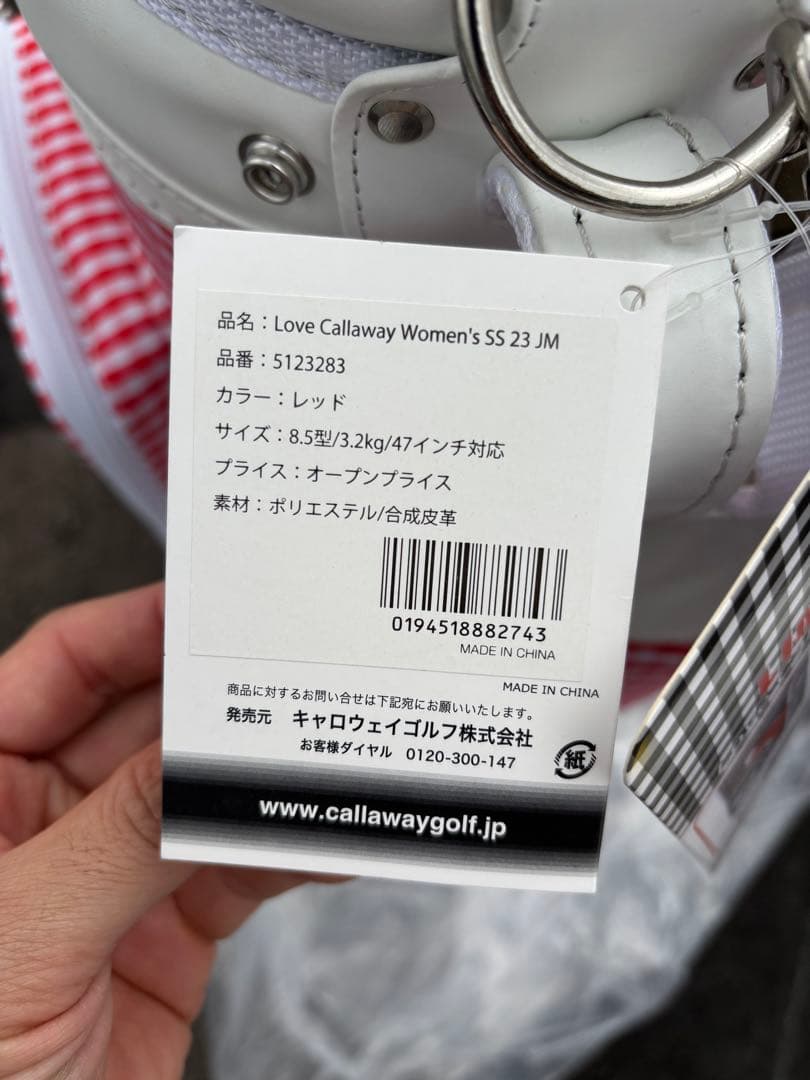 品名：Love Callaway Women's SS 23 JM
品番：5123283
カラー：レッド
サイズ：8.5型/3.2kg/47インチ対応
プライス：オープンプライス
素材：ポリエステル/合成皮革
0194518882743
MADE IN CHINA
MADE IN CHINA
商品に対するお問い合せは下記宛にお願いいたします。
発売元 キャロウェイゴルフ株式会社
お客様ダイヤル 0120-300-147
紙
www.callawaygolf.jp